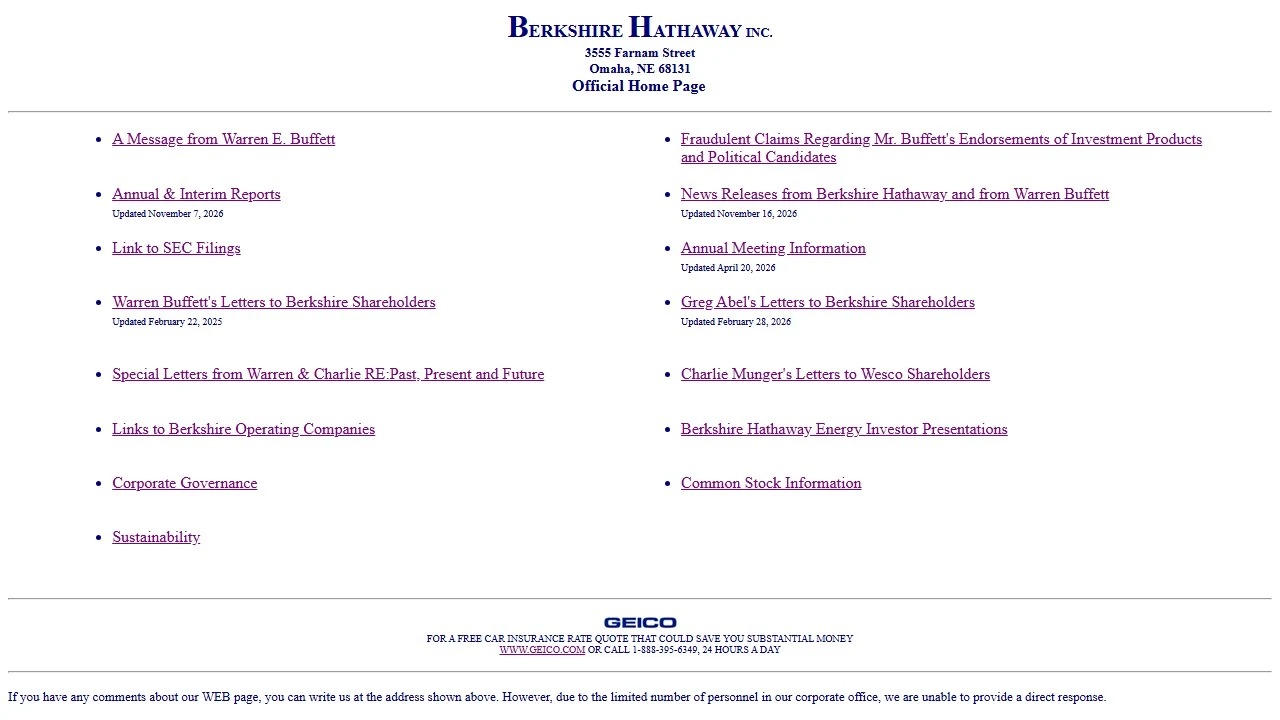 BERKSHIRE HATHAWAY INC.
3555 Farnam Street
Omaha, NE 68131
Official Home Page
A Message from Warren E. Buffett
Fraudulent Claims Regarding Mr. Buffett's Endorsements of Investment Products
and Political Candidates
Annual & Interim Reports
Updated November 7, 2026
News Releases from Berkshire Hathaway and from Warren Buffett
Updated November 16, 2026
Link to SEC Filings
Annual Meeting Information
Updated April 20, 2026
Warren Buffett's Letters to Berkshire Shareholders
Updated February 22, 2025
Greg Abel's Letters to Berkshire Shareholders
Updated February 28, 2026
Special Letters from Warren & Charlie RE:Past, Present and Future
Charlie Munger's Letters to Wesco Shareholders
Links to Berkshire Operating Companies
Berkshire Hathaway Energy Investor Presentations
Corporate Governance
Common Stock Information
Sustainability
GEICO
FOR A FREE CAR INSURANCE RATE QUOTE THAT COULD SAVE YOU SUBSTANTIAL MONEY
WWW.GEICO.COM OR CALL 1-888-395-6349, 24 HOURS A DAY
If you have any comments about our WEB page, you can write us at the address shown above. However, due to the limited number of personnel in our corporate office, we are unable to provide a direct response.